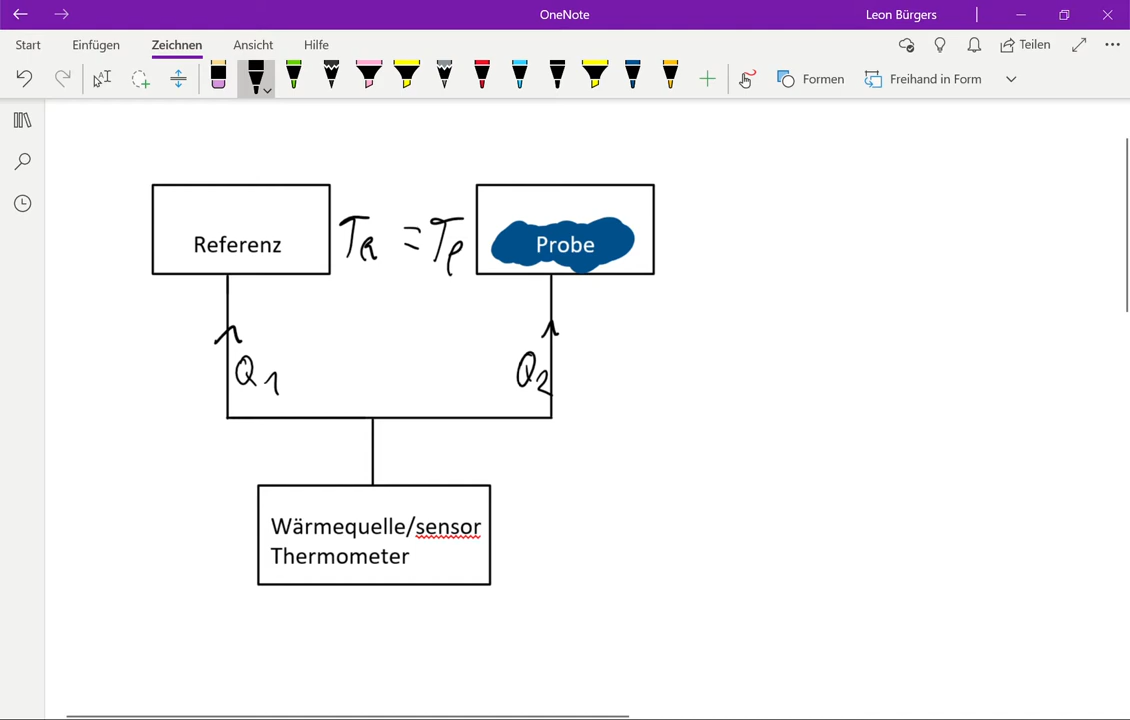 OneNote
Leon Bürgers
Start Einfügen Zeichnen Ansicht Hilfe
Teilen
Formen
Freihand in Form
Referenz
T_R = T_P
Probe
Q1
Q2
Wärmequelle/sensor
Thermometer